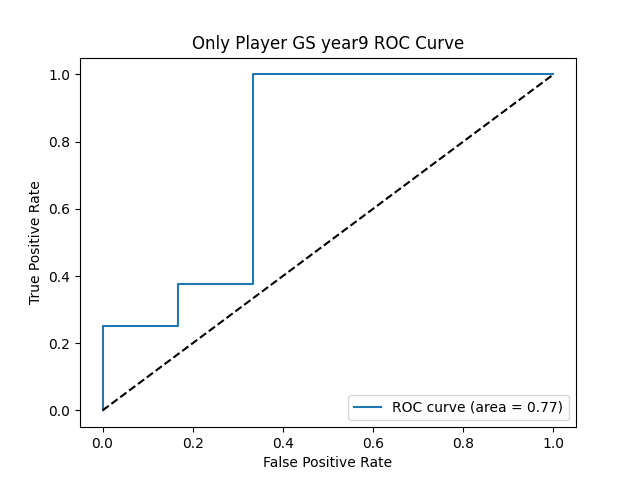 Only Player GS year9 ROC Curve
True Positive Rate
1.0
0.8
0.6
0.4
0.2
0.0
0.0 0.2 0.4 0.6 0.8 1.0
False Positive Rate
ROC curve (area = 0.77)